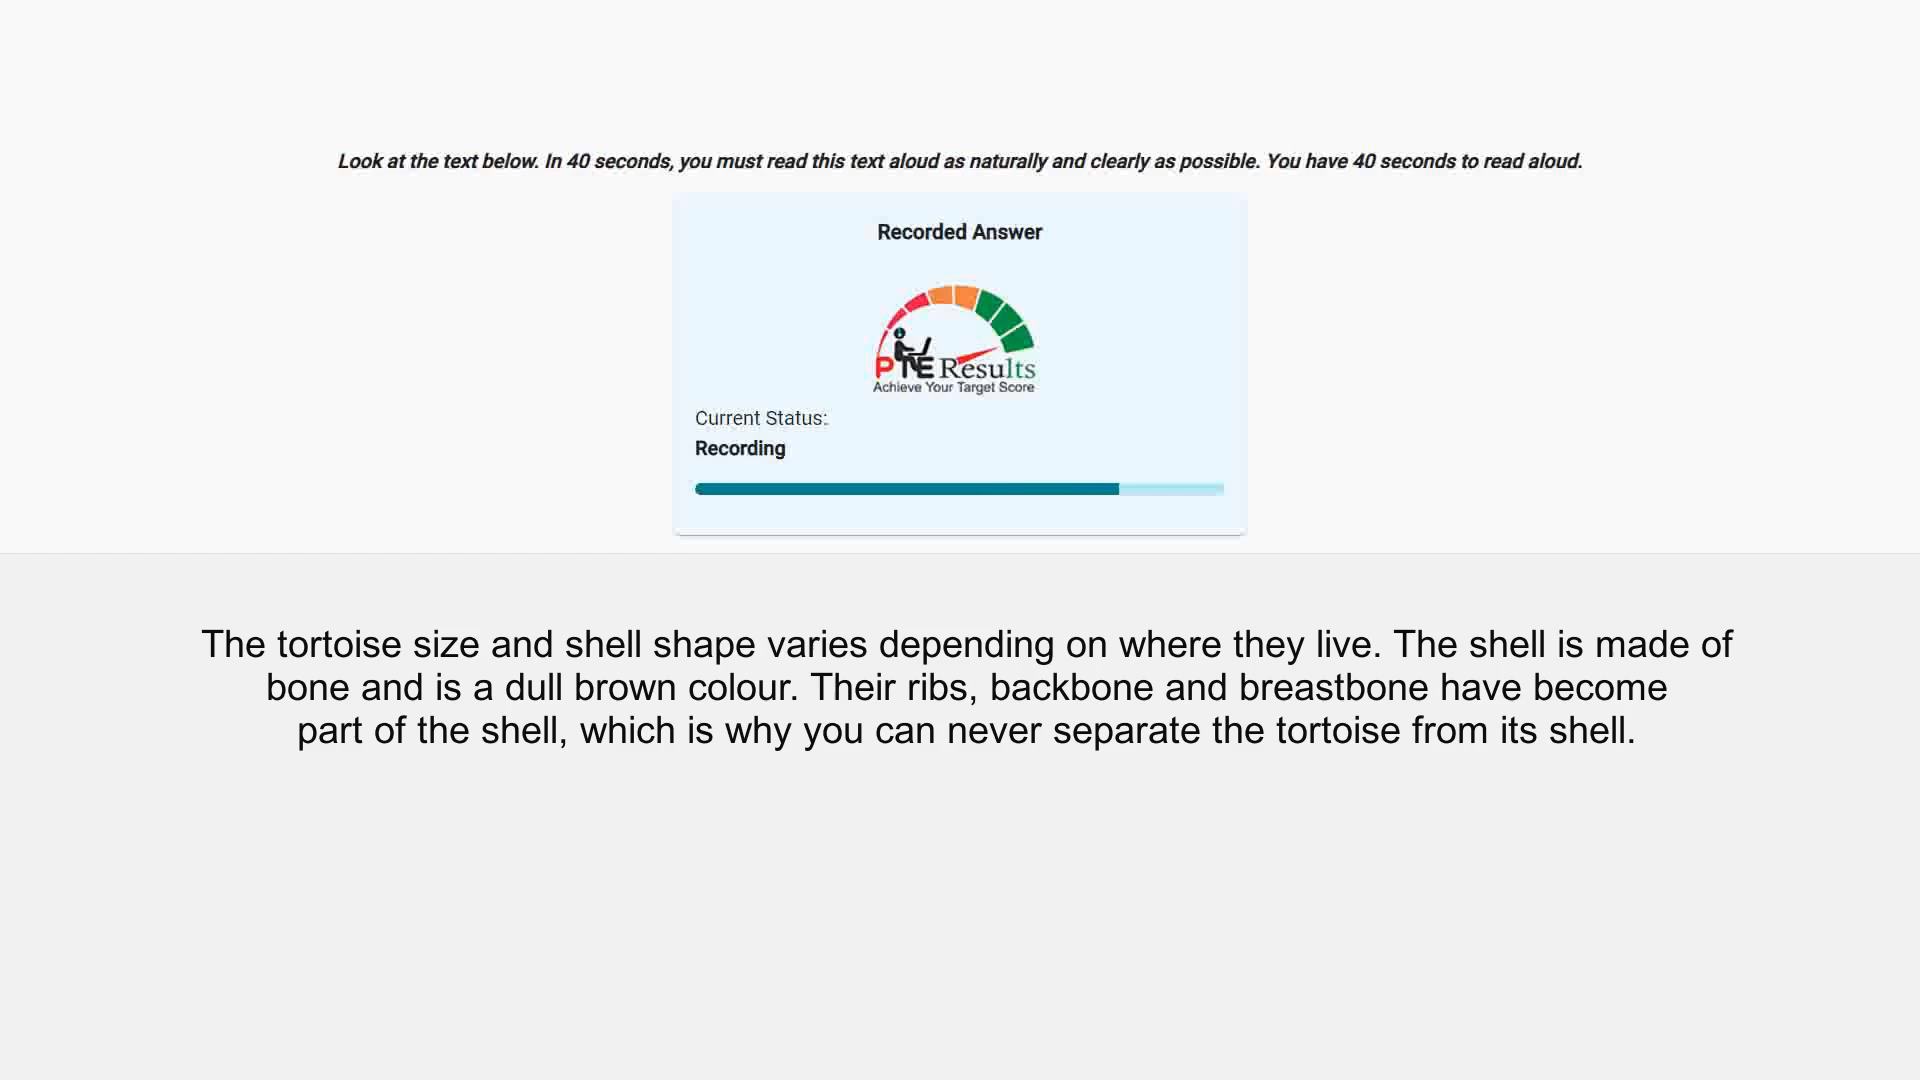 Look at the text below. In 40 seconds, you must read this text aloud as naturally and clearly as possible. You have 40 seconds to read aloud.
Recorded Answer
PTE Results
Achieve Your Target Score
Current Status:
Recording
The tortoise size and shell shape varies depending on where they live. The shell is made of
bone and is a dull brown colour. Their ribs, backbone and breastbone have become
part of the shell, which is why you can never separate the tortoise from its shell.